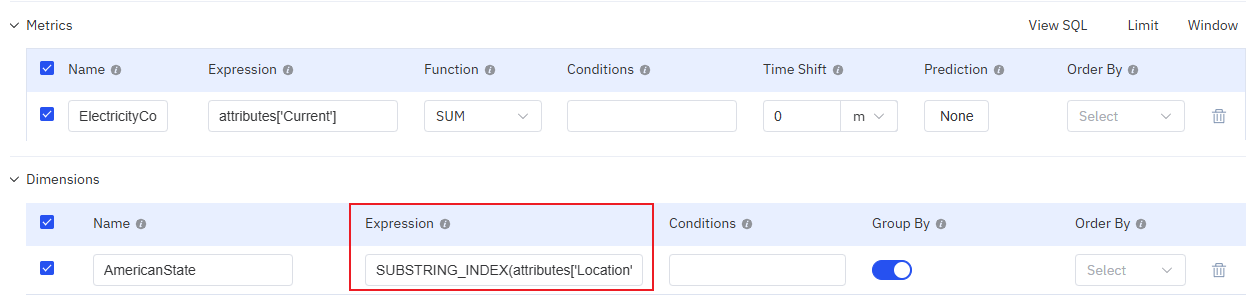 Metrics View SQL Limit Window
Name Expression Function Conditions Time Shift Prediction Order By
ElectricityCo attributes['Current'] SUM 0 m None Select
Dimensions
Name Expression Conditions Group By Order By
AmericanState SUBSTRING_INDEX(attributes['Location' Select